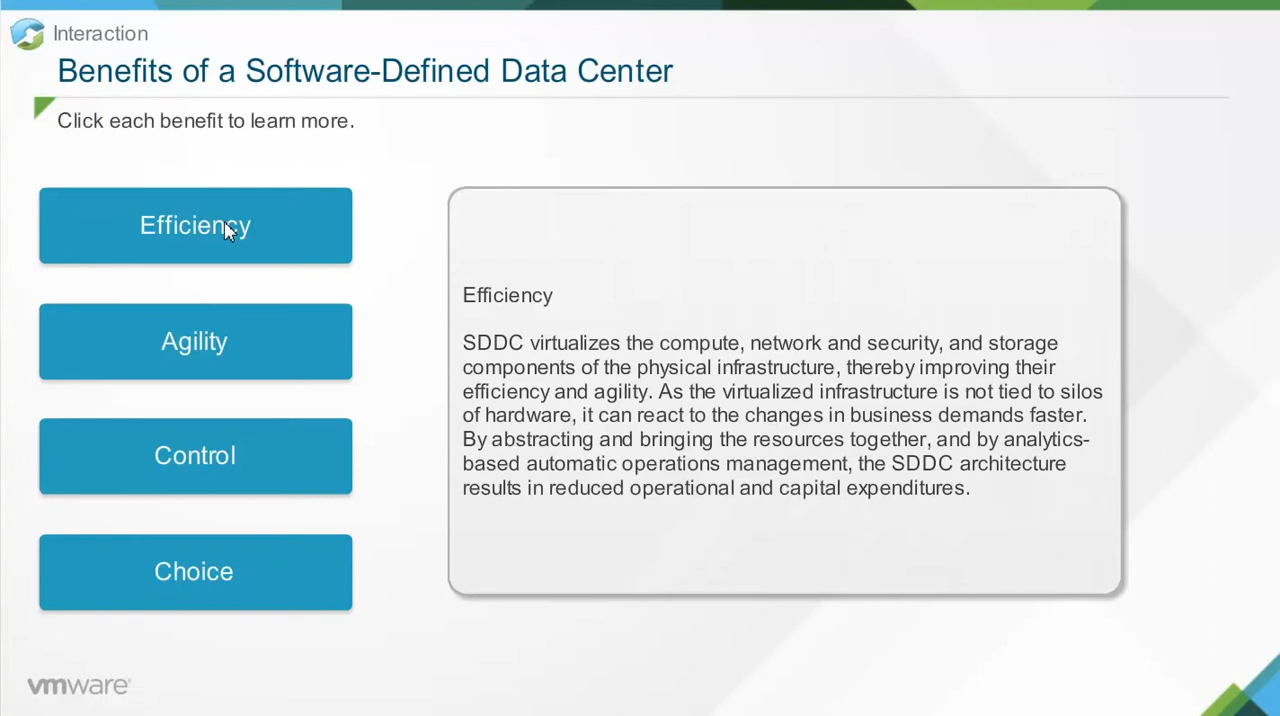 Interaction
Benefits of a Software-Defined Data Center
Click each benefit to learn more.
Efficiency
Agility
Control
Choice
Efficiency
SDDC virtualizes the compute, network and security, and storage
components of the physical infrastructure, thereby improving their
efficiency and agility. As the virtualized infrastructure is not tied to silos
of hardware, it can react to the changes in business demands faster.
By abstracting and bringing the resources together, and by analytics-
based automatic operations management, the SDDC architecture
results in reduced operational and capital expenditures.
vmware®